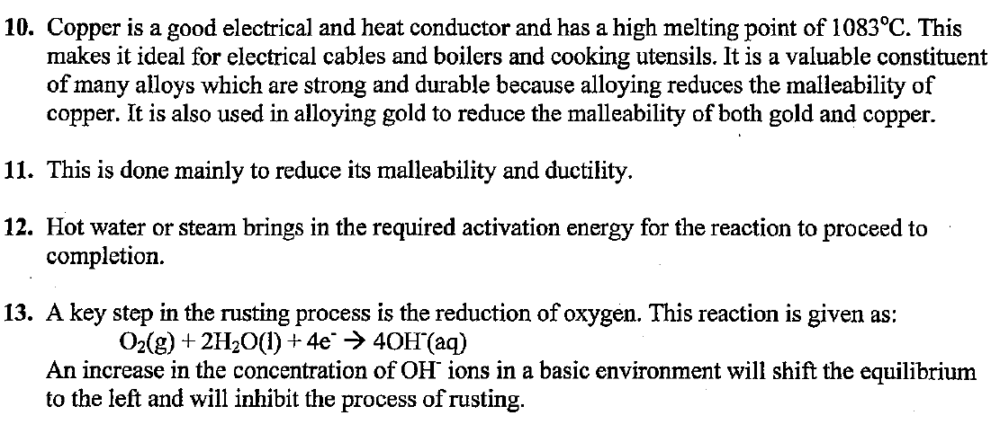 10. Copper is a good electrical and heat conductor and has a high melting point of 1083°C. This
makes it ideal for electrical cables and boilers and cooking utensils. It is a valuable constituent
of many alloys which are strong and durable because alloying reduces the malleability of
copper. It is also used in alloying gold to reduce the malleability of both gold and copper.
11. This is done mainly to reduce its malleability and ductility.
12. Hot water or steam brings in the required activation energy for the reaction to proceed to
completion.
13. A key step in the rusting process is the reduction of oxygen. This reaction is given as:
O₂(g) + 2H₂O(l) + 4e⁻ → 4OH⁻(aq)
An increase in the concentration of OH⁻ ions in a basic environment will shift the equilibrium
to the left and will inhibit the process of rusting.